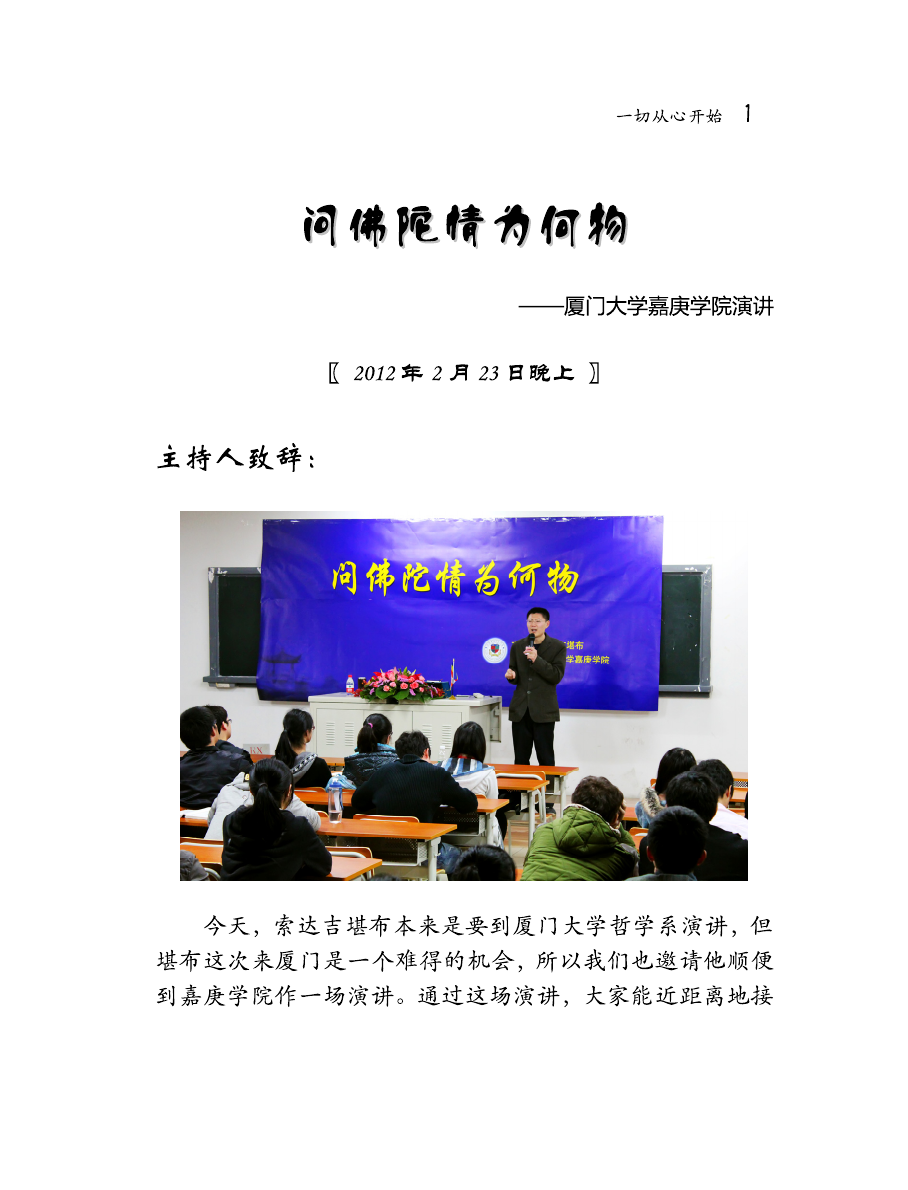 一切从心开始 1
问佛陀情为何物
——厦门大学嘉庚学院演讲
〖 2012 年 2 月 23 日晚上 〗
主持人致辞：
问佛陀情为何物
堪布
学嘉庚学院
今天，索达吉堪布本来是要到厦门大学哲学系演讲，但
堪布这次来厦门是一个难得的机会，所以我们也邀请他顺便
到嘉庚学院作一场演讲。通过这场演讲，大家能近距离地接